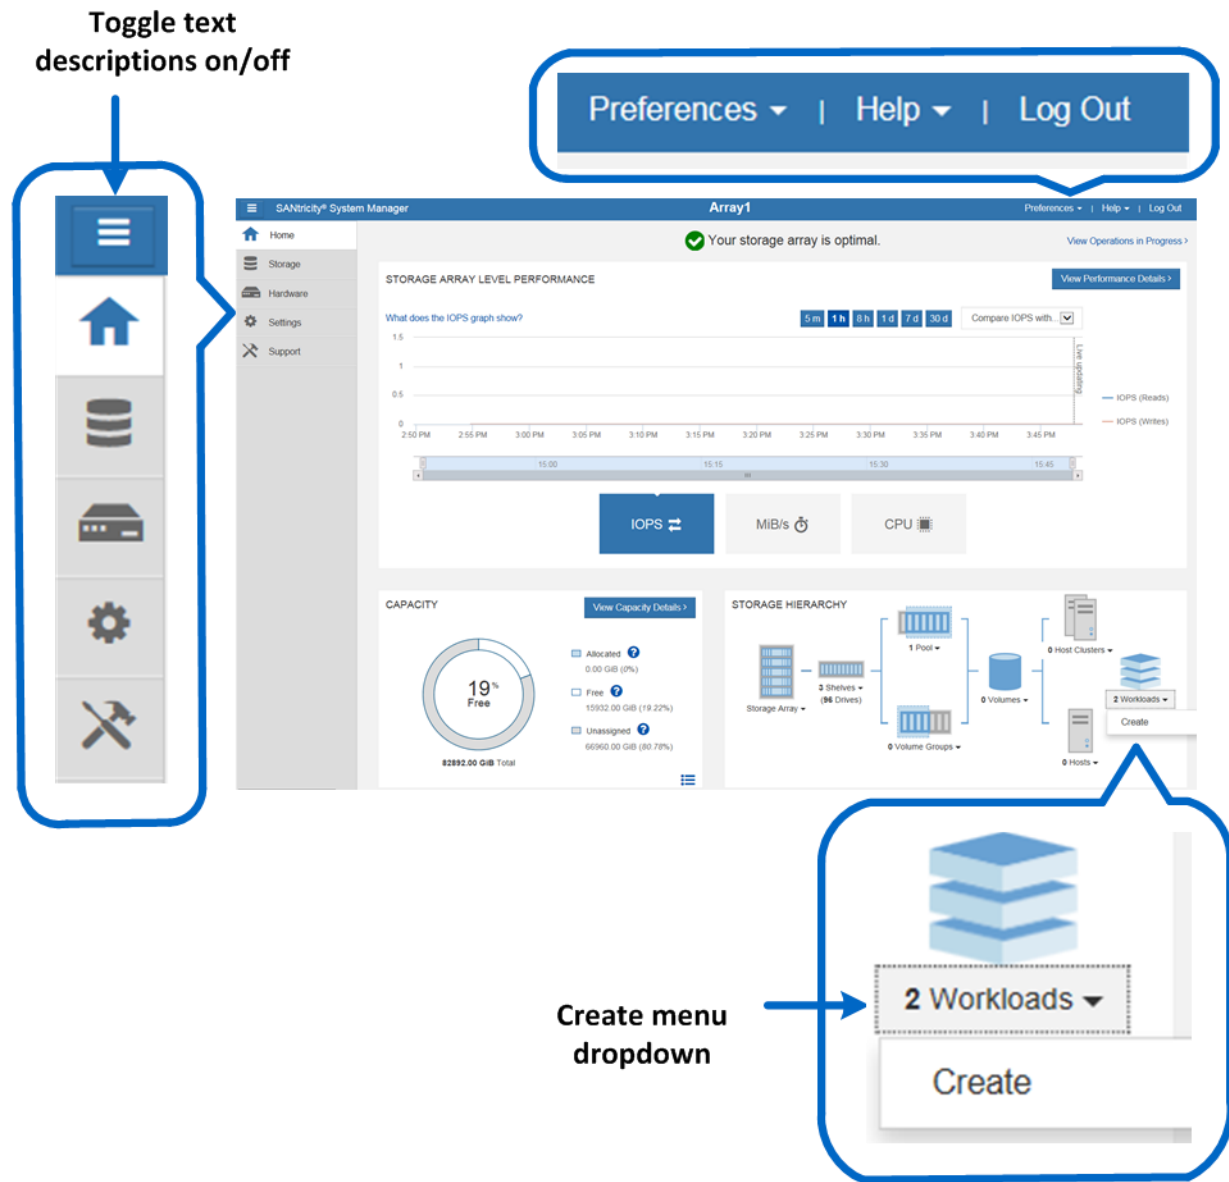 Toggle text
descriptions on/off
Preferences | Help | Log Out
SANtricity® System Manager
Array1
Preferences | Help | Log Out
Home
Storage
Hardware
Settings
Support
Your storage array is optimal.
View Operations in Progress >
STORAGE ARRAY LEVEL PERFORMANCE
View Performance Details >
What does the IOPS graph show?
5 m 1 h 8 h 1 d 7 d 30 d
Compare IOPS with...
1.5
1
0.5
0
Live updating
IOPS (Reads)
IOPS (Writes)
2:50 PM 2:55 PM 3:00 PM 3:05 PM 3:10 PM 3:15 PM 3:20 PM 3:25 PM 3:30 PM 3:35 PM 3:40 PM 3:45 PM
15:00 15:15 15:30 15:45
IOPS
MiB/s
CPU
CAPACITY
View Capacity Details >
19%
Free
82892.00 GiB Total
Allocated ?
0.00 GiB (0%)
Free ?
15932.00 GiB (19.22%)
Unassigned ?
66960.00 GiB (80.78%)
STORAGE HIERARCHY
Storage Array
3 Shelves
(96 Drives)
1 Pool
0 Volume Groups
0 Volumes
0 Host Clusters
0 Hosts
2 Workloads
Create
2 Workloads
Create
Create menu
dropdown